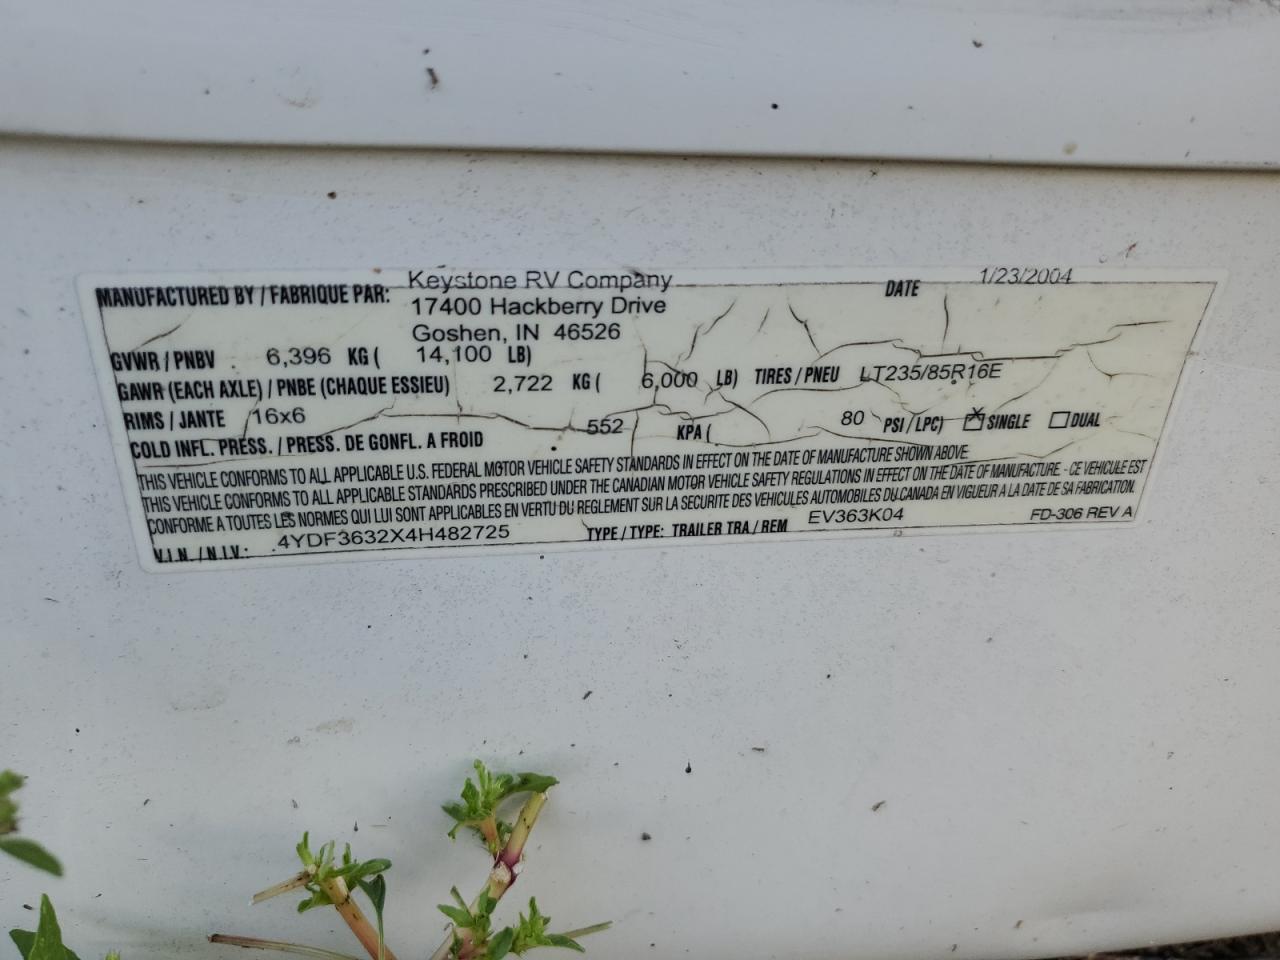 MANUFACTURED BY / FABRIQUE PAR: Keystone RV Company DATE 1/23/2004
17400 Hackberry Drive
Goshen, IN 46526
GVWR / PNBV 6,396 KG ( 14,100 LB)
GAWR (EACH AXLE) / PNBE (CHAQUE ESSIEU) 2,722 KG ( 6,000 LB) TIRES / PNEU LT235/85R16E
RIMS / JANTE 16x6
COLD INFL. PRESS. / PRESS. DE GONFL. A FROID 552 KPA ( 80 PSI / LPC) X SINGLE DUAL
THIS VEHICLE CONFORMS TO ALL APPLICABLE U.S. FEDERAL MOTOR VEHICLE SAFETY STANDARDS IN EFFECT ON THE DATE OF MANUFACTURE SHOWN ABOVE.
THIS VEHICLE CONFORMS TO ALL APPLICABLE STANDARDS PRESCRIBED UNDER THE CANADIAN MOTOR VEHICLE SAFETY REGULATIONS IN EFFECT ON THE DATE OF MANUFACTURE. - CE VEHICULE EST
CONFORME A TOUTES LES NORMES QUI LUI SONT APPLICABLES EN VERTU DU REGLEMENT SUR LA SECURITE DES VEHICULES AUTOMOBILES DU CANADA EN VIGUEUR A LA DATE DE SA FABRICATION.
V.I.N. / N.I.V.: 4YDF3632X4H482725 TYPE / TYPE: TRAILER TRA / REM EV363K04 FD-306 REV A